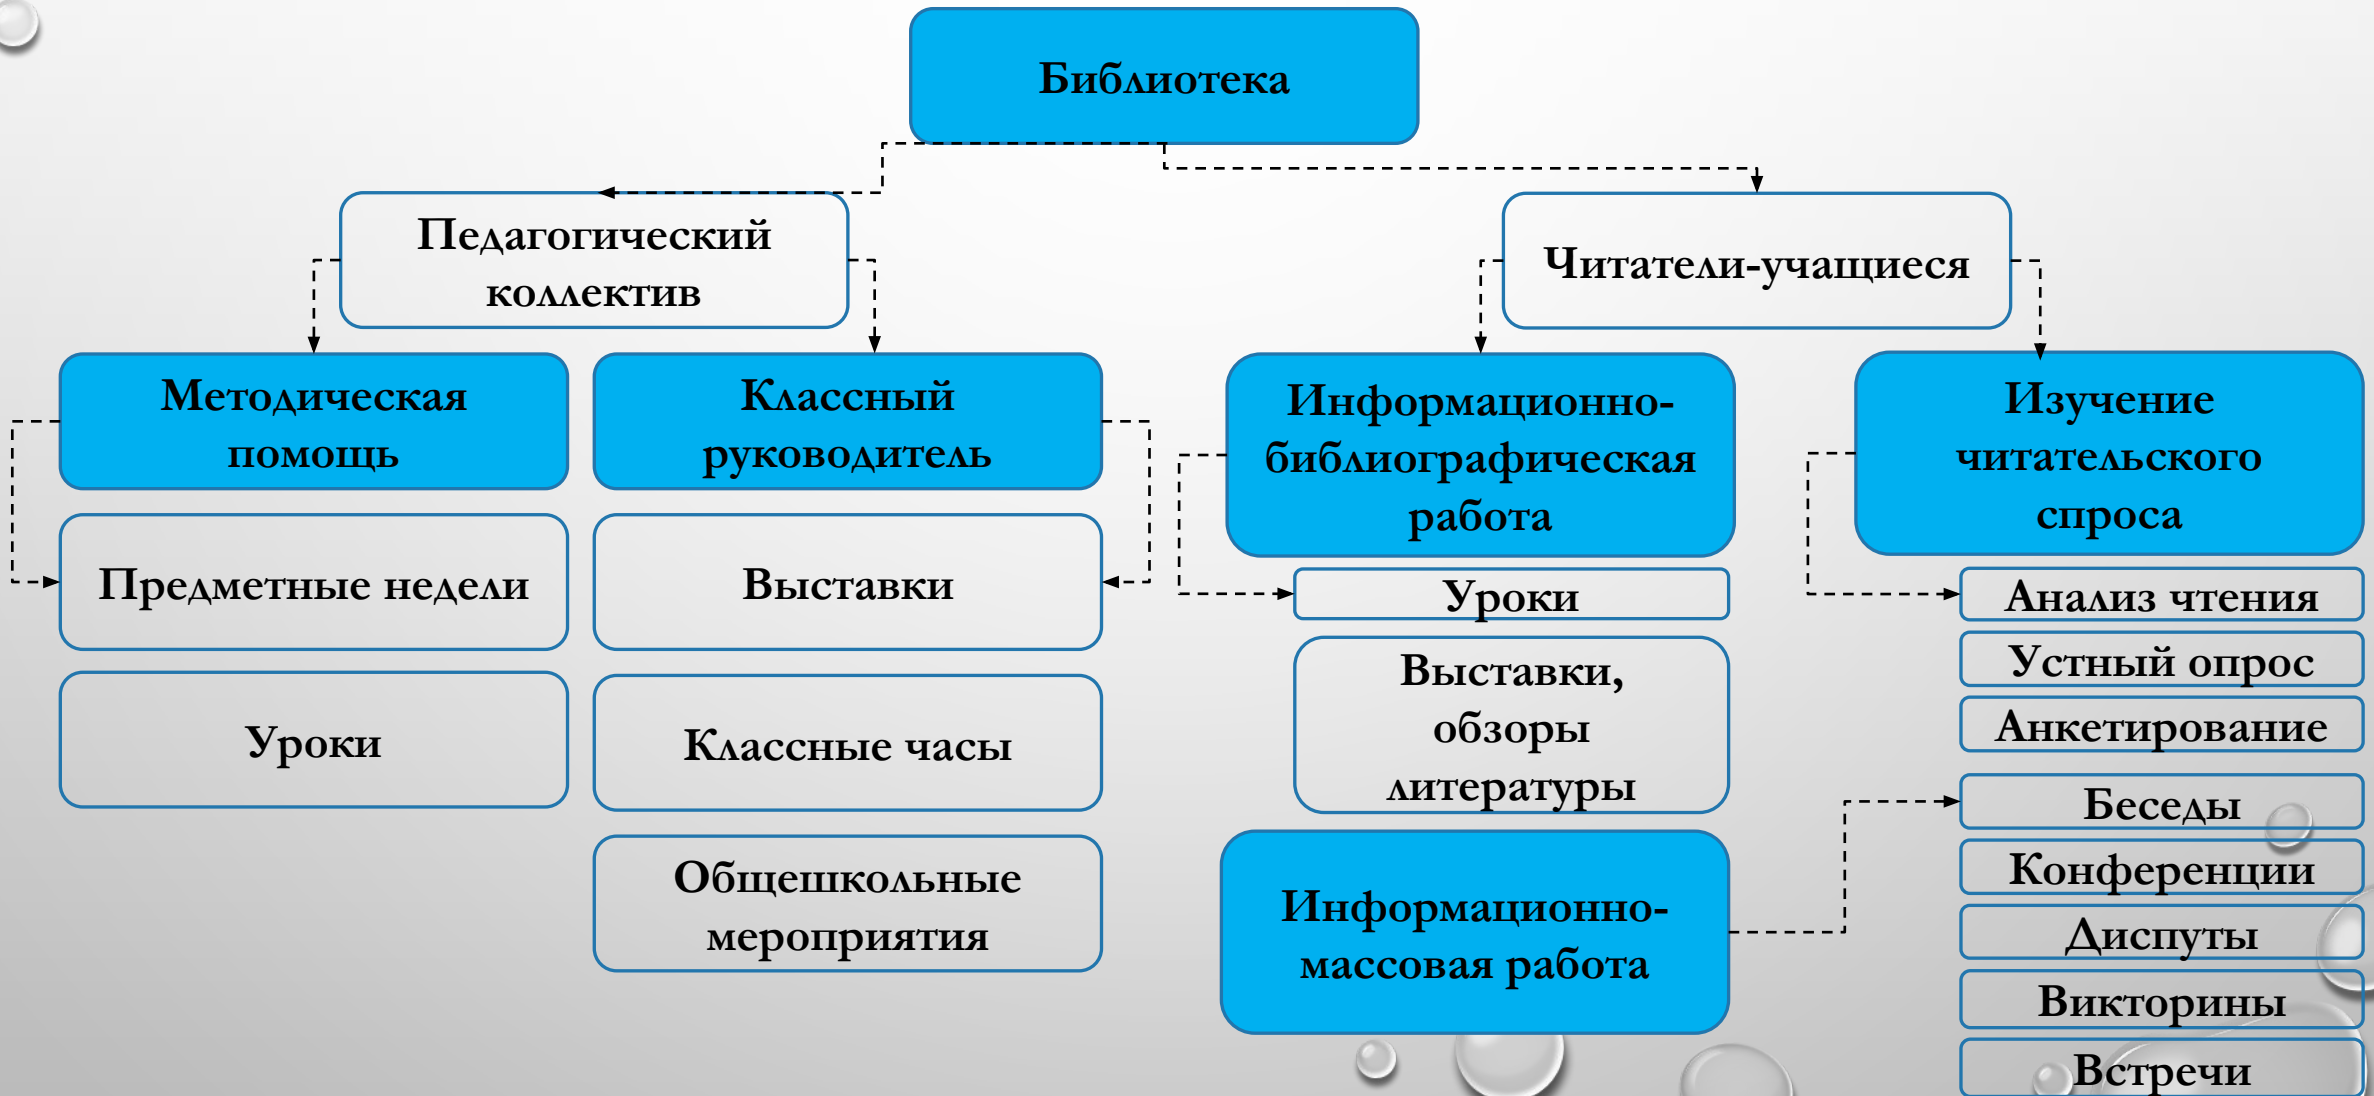 Библиотека
Педагогический
коллектив
Читатели-учащиеся
Методическая
помощь
Предметные недели
Уроки
Классный
руководитель
Выставки
Классные часы
Общешкольные
мероприятия
Информационно-
библиографическая
работа
Уроки
Выставки,
обзоры
литературы
Информационно-
массовая работа
Изучение
читательского
спроса
Анализ чтения
Устный опрос
Анкетирование
Беседы
Конференции
Диспуты
Викторины
Встречи